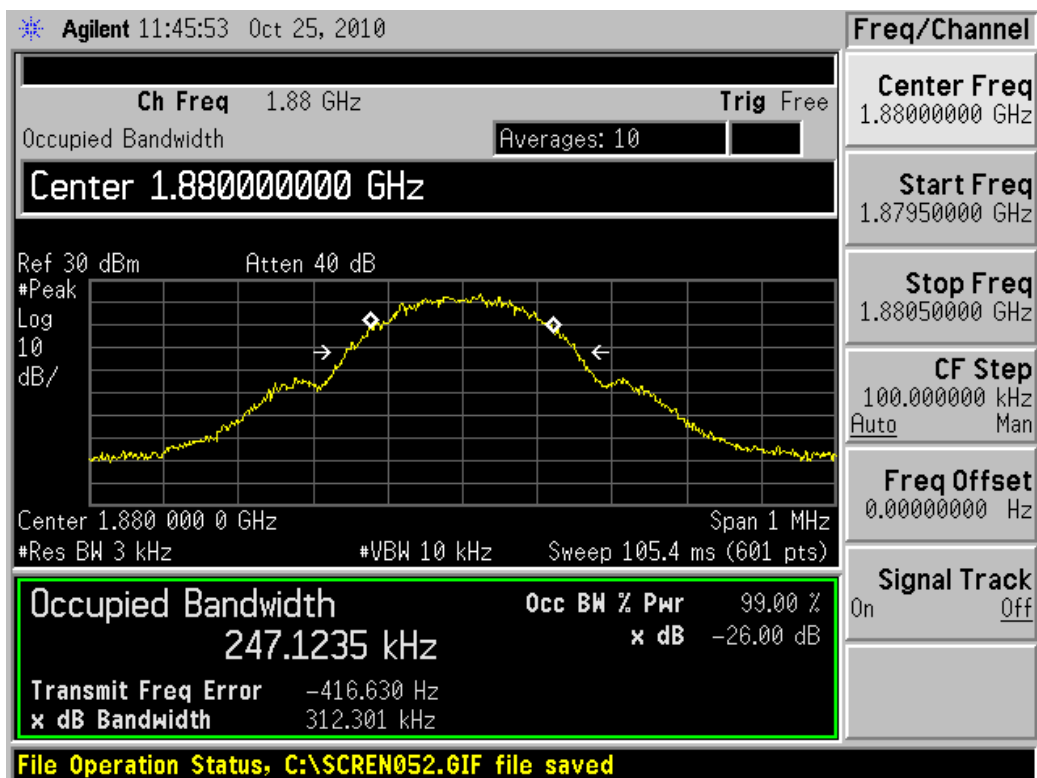 Agilent 11:45:53 Oct 25, 2010
Freq/Channel
Ch Freq 1.88 GHz Trig Free
Occupied Bandwidth Averages: 10
Center 1.880000000 GHz
Ref 30 dBm Atten 40 dB
#Peak
Log
10
dB/
Center 1.880 000 0 GHz Span 1 MHz
#Res BW 3 kHz #VBW 10 kHz Sweep 105.4 ms (601 pts)
Occupied Bandwidth Occ BW % Pwr 99.00 %
247.1235 kHz x dB -26.00 dB
Transmit Freq Error -416.630 Hz
x dB Bandwidth 312.301 kHz
File Operation Status, C:\SCREN052.GIF file saved
Center Freq
1.88000000 GHz
Start Freq
1.87950000 GHz
Stop Freq
1.88050000 GHz
CF Step
100.000000 kHz
Auto Man
Freq Offset
0.00000000 Hz
Signal Track
On Off